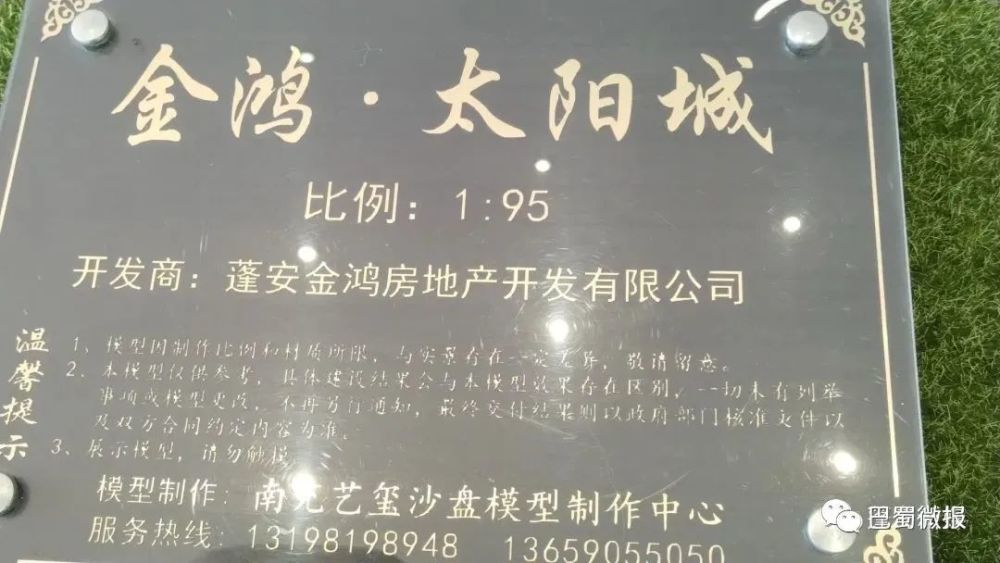 金鸿·太阳城
比例：1:95
开发商：蓬安金鸿房地产开发有限公司
温馨提示
1、模型因制作比例和材质所限，与实景存在一定差异，敬请留意。
2、本模型仅供参考，具体建设结果会与本模型效果存在区别，一切未有列举
事项或模型更改，不再另行通知，最终交付结果则以政府部门核准文件以
及双方合同约定内容为准。
3、展示模型，请勿触摸
模型制作：南充艺玺沙盘模型制作中心
服务热线：13198198948 13659055050
巴蜀微报